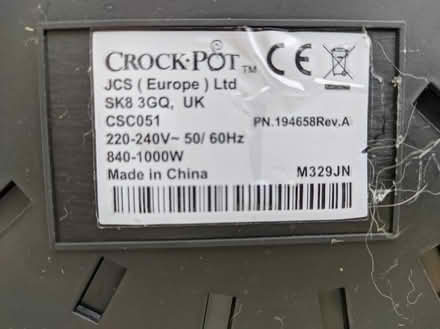 CROCK·POT™ CE
JCS ( Europe ) Ltd
SK8 3GQ, UK
CSC051 PN.194658Rev.A
220-240V~ 50/ 60Hz
840-1000W
Made in China M329JN